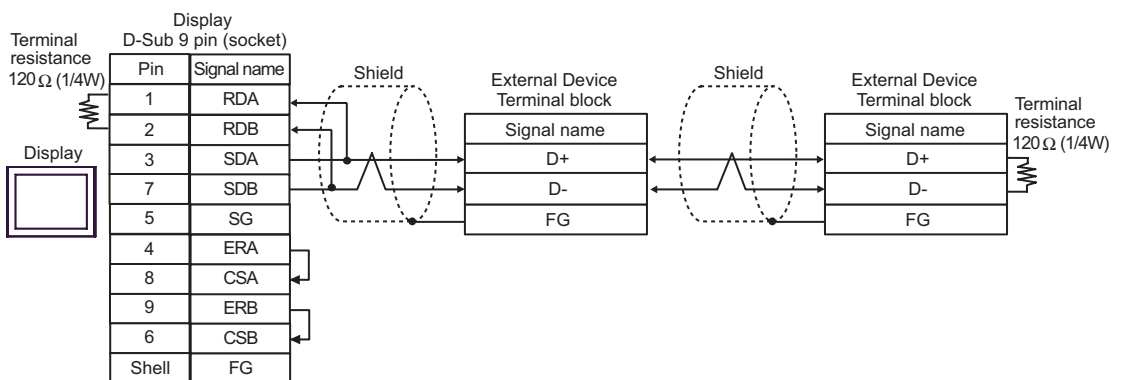 Display
D-Sub 9 pin (socket)
Terminal
resistance
120Ω (1/4W)
Pin Signal name
1 RDA
2 RDB
3 SDA
7 SDB
5 SG
4 ERA
8 CSA
9 ERB
6 CSB
Shell FG
Display
Shield
External Device
Terminal block
Signal name
D+
D-
FG
Shield
External Device
Terminal block
Signal name
D+
D-
FG
Terminal
resistance
120Ω (1/4W)